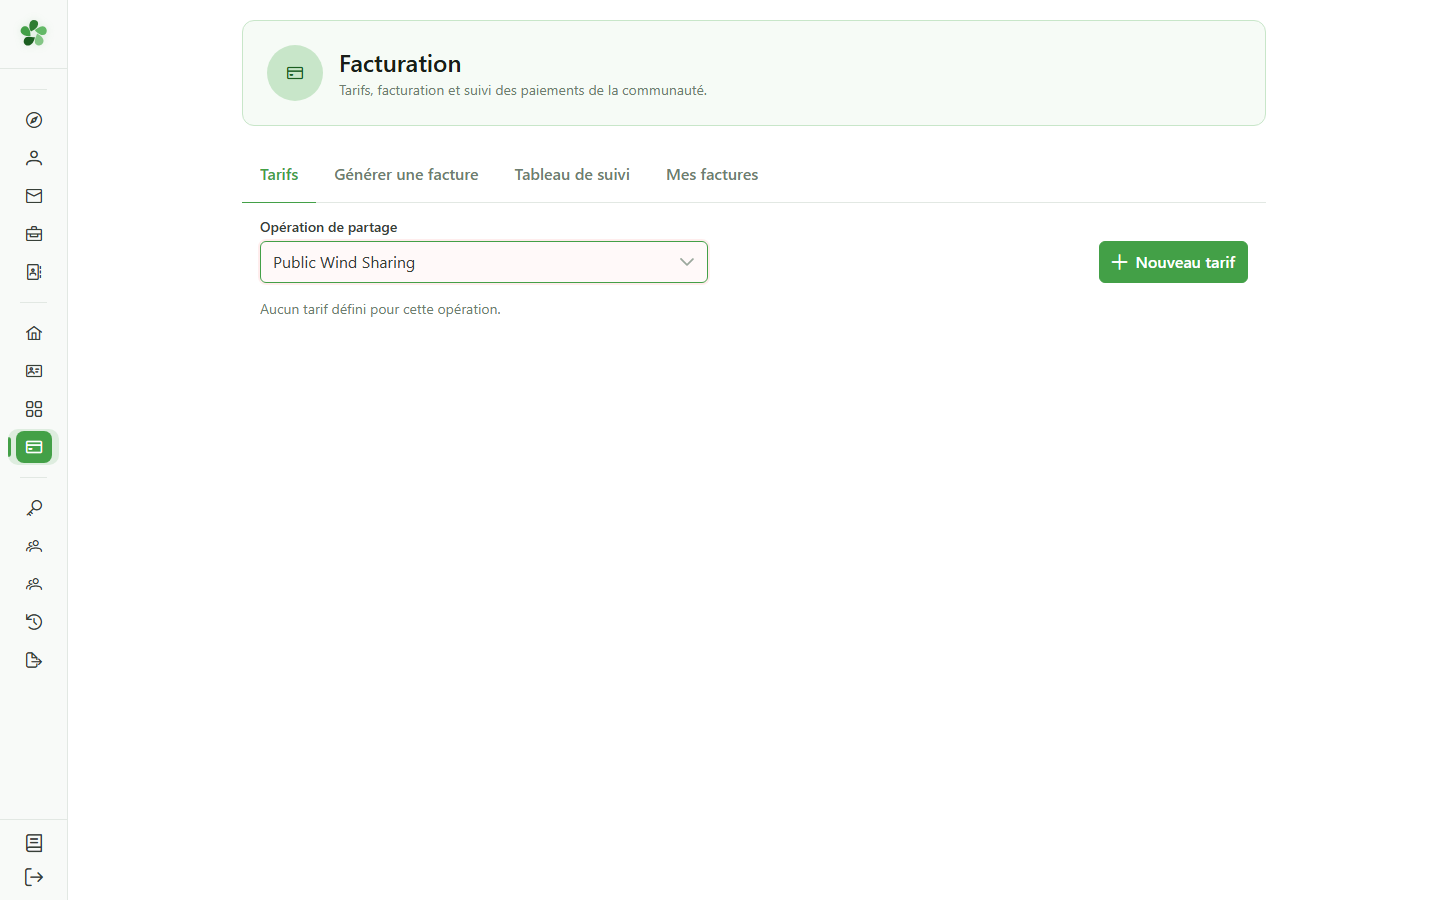 Facturation
Tarifs, facturation et suivi des paiements de la communauté.
Tarifs
Générer une facture
Tableau de suivi
Mes factures
Opération de partage
Public Wind Sharing
Nouveau tarif
Aucun tarif défini pour cette opération.